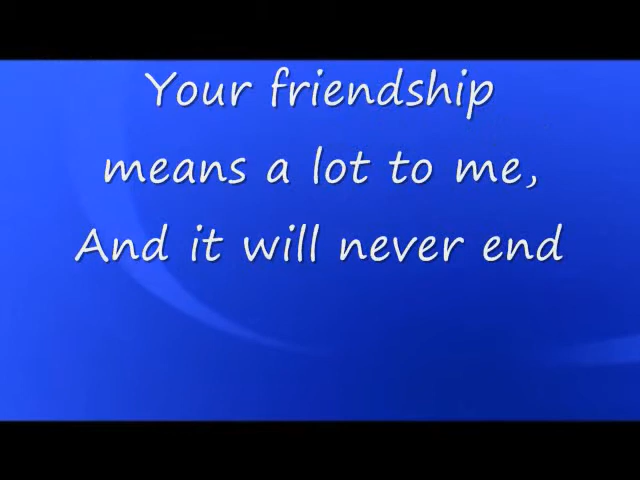 Your friendship
means a lot to me,
And it will never end